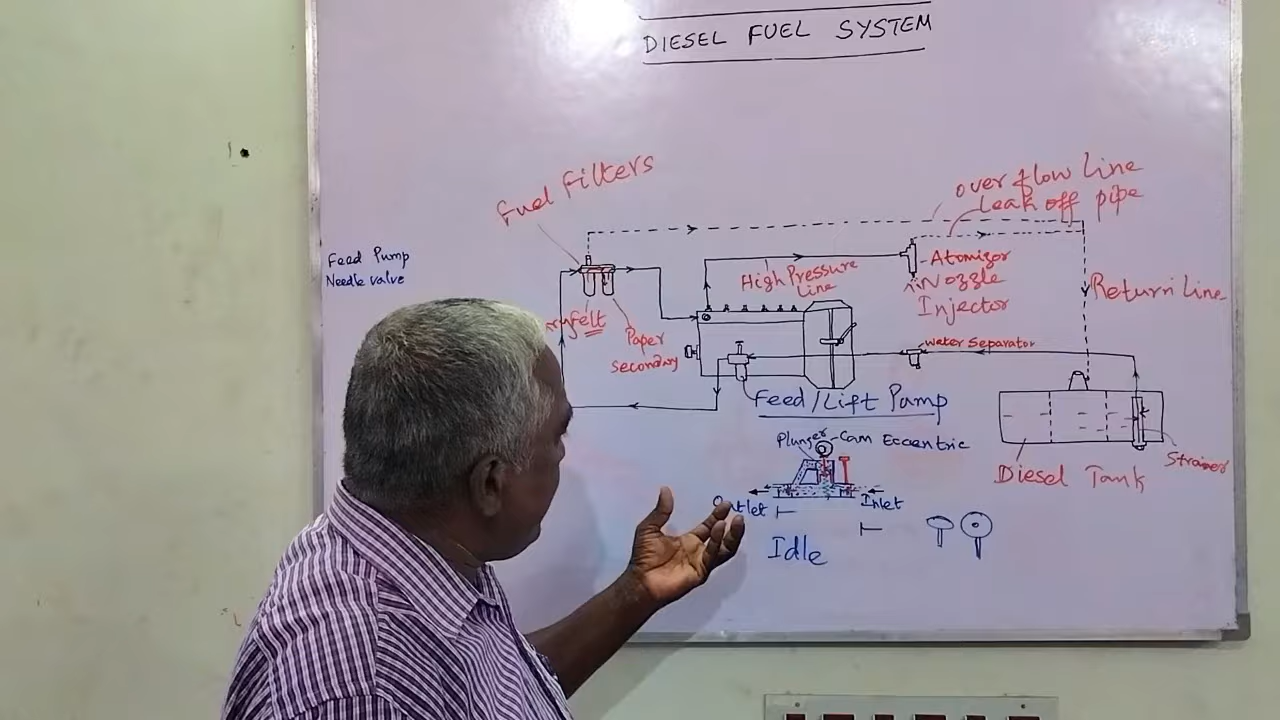 DIESEL FUEL SYSTEM
Fuel Filters
Over flow Line
Leak off pipe
Feed Pump
Needle valve
High Pressure
Line
Atomizor
Nozzle
Injector
Return Line
Felt
Paper
secondary
water Separator
Feed/Lift Pump
Plunger
Cam Eccentric
Strainer
Diesel Tank
Outlet
Inlet
Idle